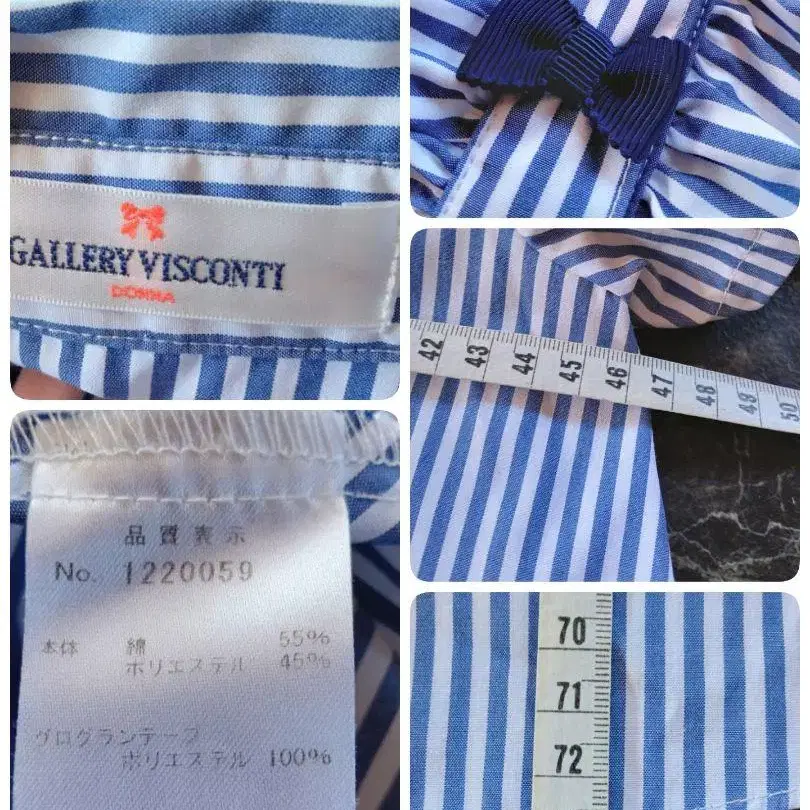 GALLERY VISCONTI
DONNA
42 43 44 45 46 47 48 49 50
品質表示
No. 1220059
本体 綿 55%
ポリエステル 45%
グログランテープ
ポリエステル 100%
70
71
72